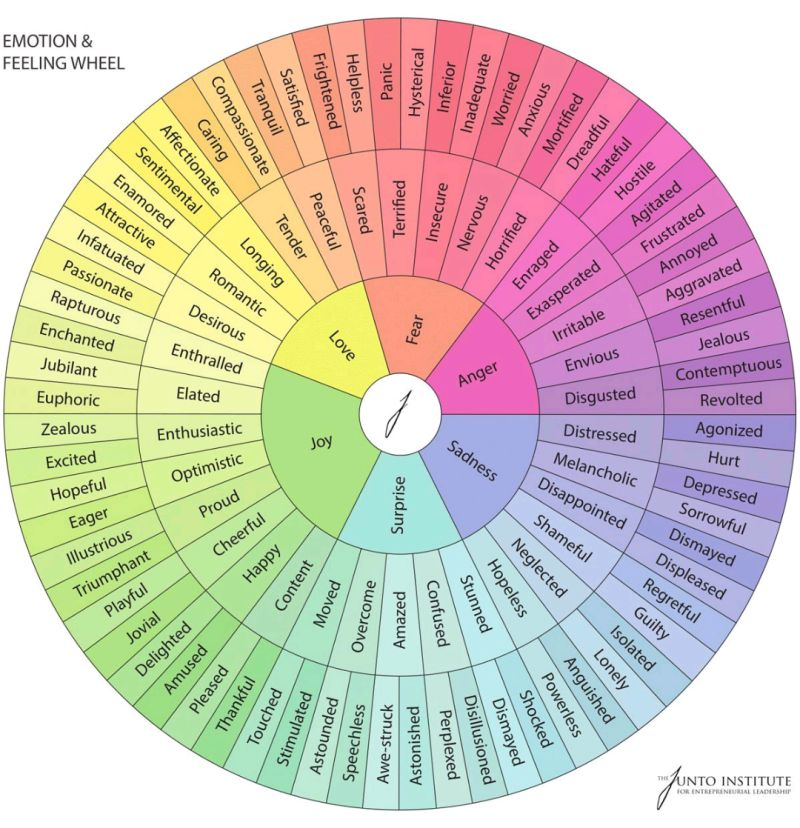 EMOTION &
FEELING WHEEL
Love
Fear
Anger
Sadness
Surprise
Joy
Longing
Tender
Peaceful
Scared
Terrified
Insecure
Nervous
Horrified
Enraged
Exasperated
Irritable
Envious
Disgusted
Distressed
Melancholic
Disappointed
Shameful
Neglected
Hopeless
Stunned
Confused
Amazed
Overcome
Moved
Content
Happy
Cheerful
Proud
Optimistic
Enthusiastic
Elated
Enthralled
Desirous
Romantic
Sentimental
Affectionate
Caring
Compassionate
Tranquil
Satisfied
Frightened
Helpless
Panic
Hysterical
Inferior
Inadequate
Worried
Anxious
Mortified
Dreadful
Hateful
Hostile
Agitated
Frustrated
Annoyed
Aggravated
Resentful
Jealous
Contemptuous
Revolted
Agonized
Hurt
Depressed
Sorrowful
Dismayed
Displeased
Regretful
Guilty
Isolated
Lonely
Anguished
Powerless
Shocked
Dismayed
Disillusioned
Perplexed
Astonished
Awe-struck
Speechless
Astounded
Stimulated
Touched
Thankful
Pleased
Amused
Delighted
Jovial
Playful
Triumphant
Illustrious
Eager
Hopeful
Excited
Zealous
Euphoric
Jubilant
Enchanted
Rapturous
Passionate
Infatuated
Attractive
Enamored
THE JUNTO INSTITUTE
FOR ENTREPRENEURIAL LEADERSHIP